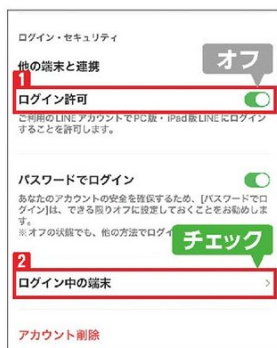 ログイン・セキュリティ
他の端末と連携
オフ
1
ログイン許可
ご利用のLINEアカウントでPC版・iPad版LINEにログイン
することを許可します。
パスワードでログイン
あなたのアカウントの安全を確保するため、[パスワードでロ
グイン]は、できる限りオフに設定しておくことをお勧めしま
す。
※オフの状態でも、他の方法でログイ
チェック
2
ログイン中の端末
アカウント削除